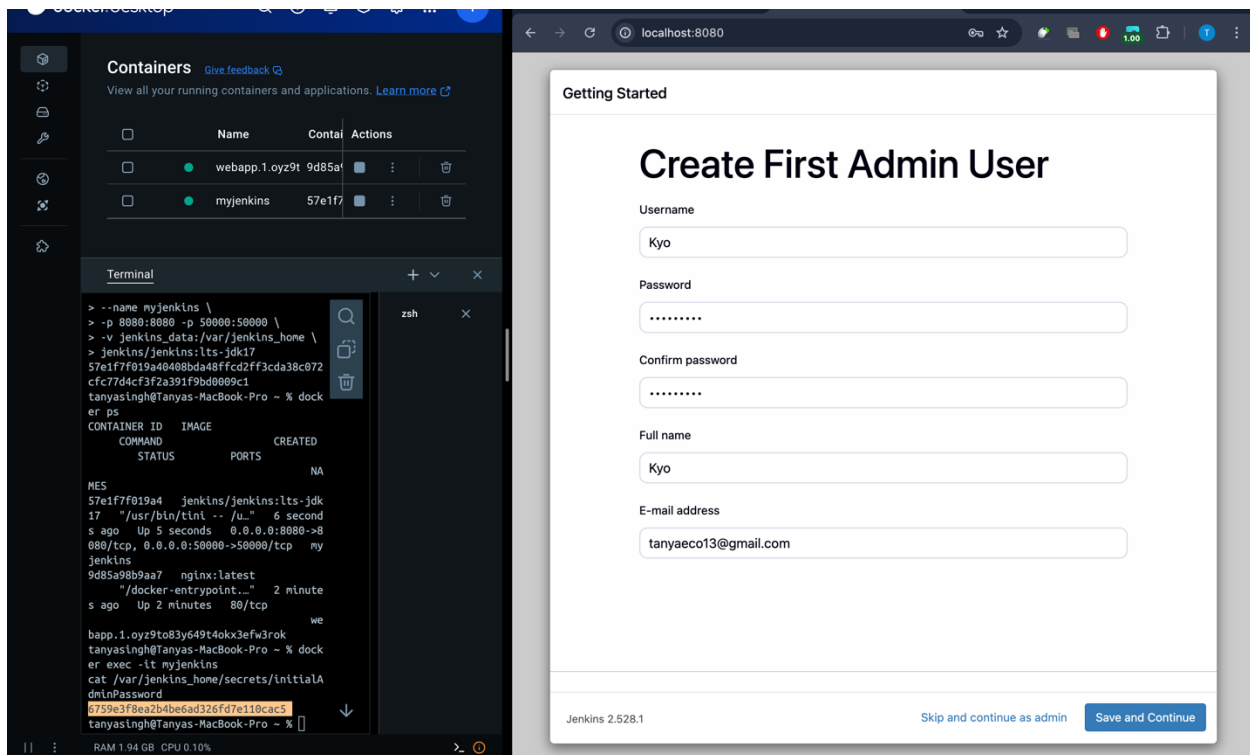 localhost:8080
1.00
T
Containers Give feedback
View all your running containers and applications. Learn more
Name Contai Actions
webapp.1.oyz9t 9d85a
myjenkins 57e1f7
Terminal
zsh
> --name myjenkins \
> -p 8080:8080 -p 50000:50000 \
> -v jenkins_data:/var/jenkins_home \
> jenkins/jenkins:lts-jdk17
57e1f7f019a40408bda48ffcd2ff3cda38c072
cfc77d4cf3f2a391f9bd0009c1
tanyasingh@Tanyas-MacBook-Pro ~ % dock
er ps
CONTAINER ID IMAGE
COMMAND CREATED
STATUS PORTS
NA
MES
57e1f7f019a4 jenkins/jenkins:lts-jdk
17 "/usr/bin/tini -- /u…" 6 second
s ago Up 5 seconds 0.0.0.0:8080->8
080/tcp, 0.0.0.0:50000->50000/tcp my
jenkins
9d85a98b9aa7 nginx:latest
"/docker-entrypoint.…" 2 minute
s ago Up 2 minutes 80/tcp
we
bapp.1.oyz9to83y649t4okx3efw3rok
tanyasingh@Tanyas-MacBook-Pro ~ % dock
er exec -it myjenkins
cat /var/jenkins_home/secrets/initialA
dminPassword
6759e3f8ea2b4be6ad326fd7e110cac5
tanyasingh@Tanyas-MacBook-Pro ~ %
RAM 1.94 GB CPU 0.10%
Getting Started
Create First Admin User
Username
Kyo
Password
•••••••••
Confirm password
•••••••••
Full name
Kyo
E-mail address
tanyaeco13@gmail.com
Jenkins 2.528.1
Skip and continue as admin
Save and Continue